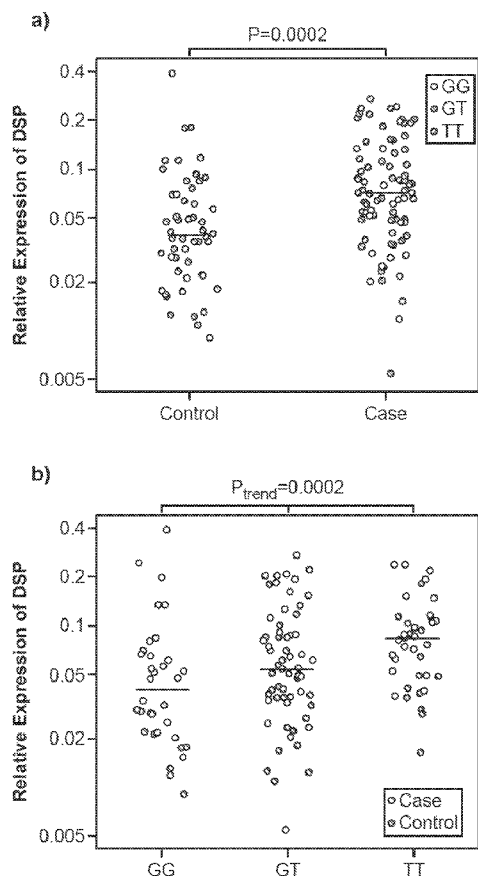 a)
P=0.0002
Relative Expression of DSP
0.4
0.2
0.1
0.05
0.02
0.005
GG
GT
TT
Control Case
b)
Ptrend=0.0002
Relative Expression of DSP
0.4
0.2
0.1
0.05
0.02
0.005
Case
Control
GG GT TT